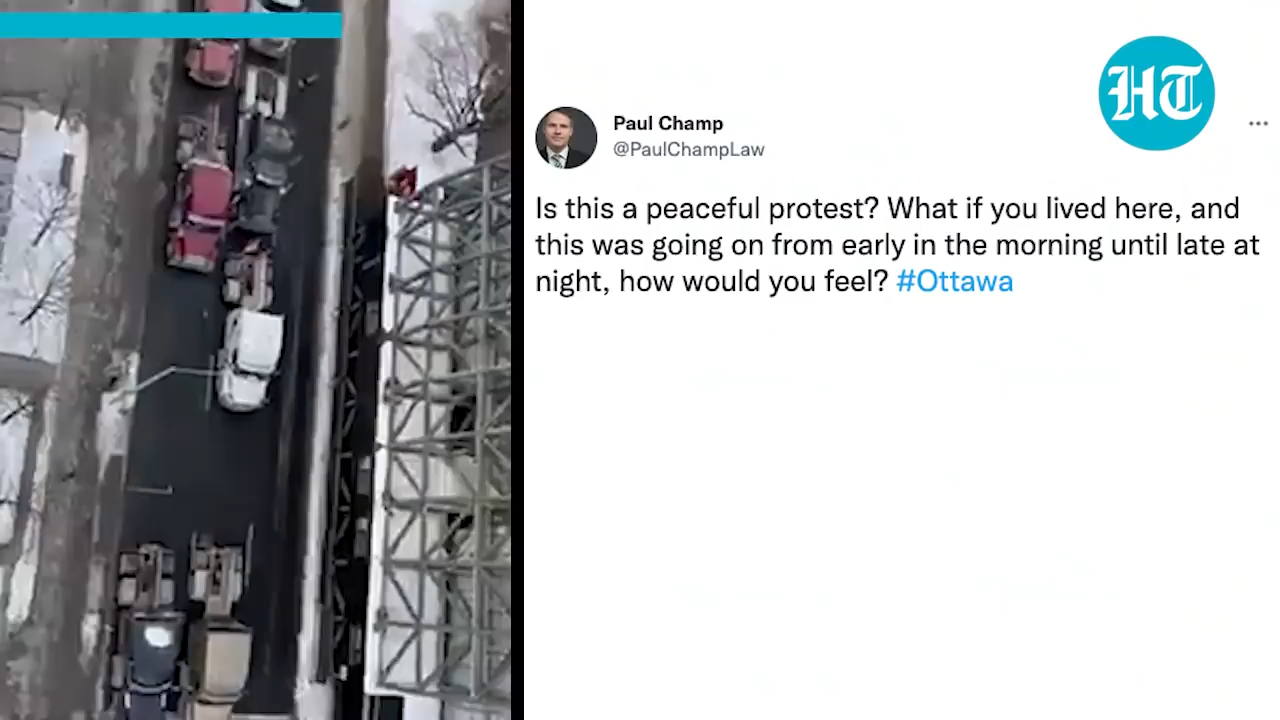 HT
Paul Champ
@PaulChampLaw
Is this a peaceful protest? What if you lived here, and
this was going on from early in the morning until late at
night, how would you feel? #Ottawa